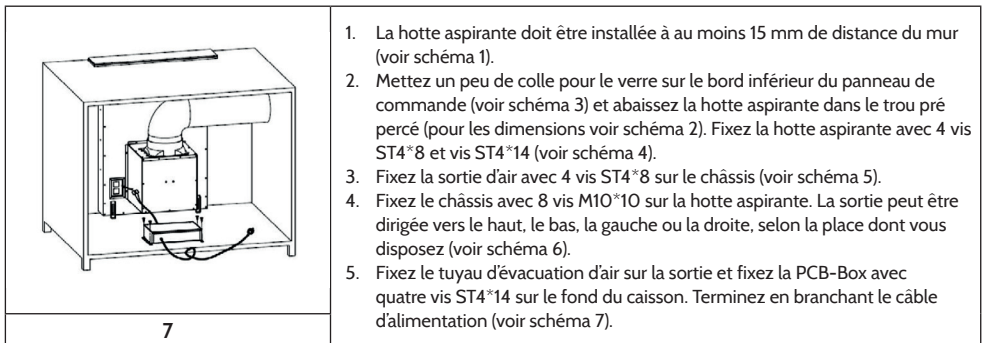 1. La hotte aspirante doit être installée à au moins 15 mm de distance du mur
(voir schéma 1).
2. Mettez un peu de colle pour le verre sur le bord inférieur du panneau de
commande (voir schéma 3) et abaissez la hotte aspirante dans le trou pré
percé (pour les dimensions voir schéma 2). Fixez la hotte aspirante avec 4 vis
ST4*8 et vis ST4*14 (voir schéma 4).
3. Fixez la sortie d'air avec 4 vis ST4*8 sur le châssis (voir schéma 5).
4. Fixez le châssis avec 8 vis M10*10 sur la hotte aspirante. La sortie peut être
dirigée vers le haut, le bas, la gauche ou la droite, selon la place dont vous
disposez (voir schéma 6).
5. Fixez le tuyau d'évacuation d'air sur la sortie et fixez la PCB-Box avec
quatre vis ST4*14 sur le fond du caisson. Terminez en branchant le câble
d'alimentation (voir schéma 7).
7